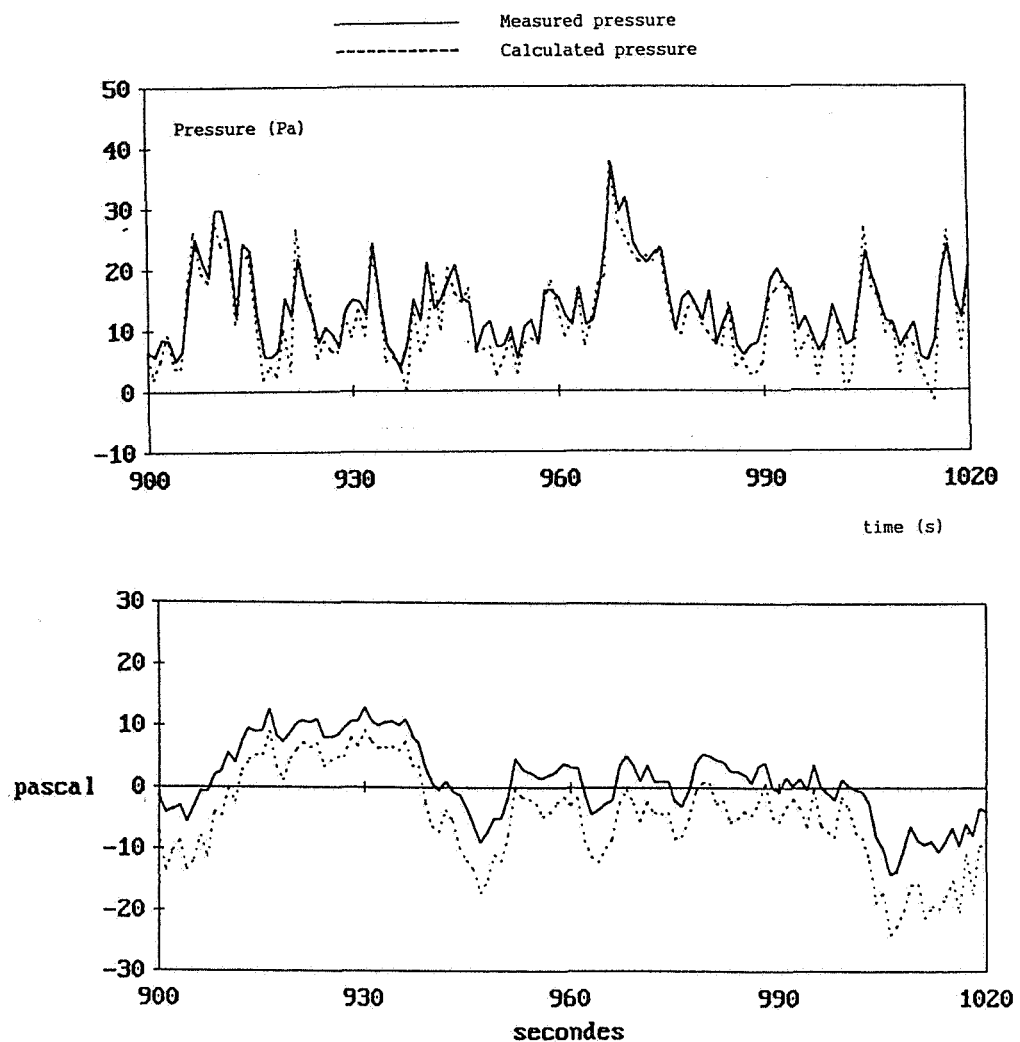 Measured pressure
Calculated pressure
50
Pressure (Pa)
40
30
20
10
0
-10
900 930 960 990 1020
time (s)
30
20
10
pascal 0
-10
-20
-30
900 930 960 990 1020
secondes